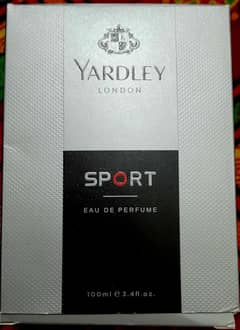 YARDLEY
LONDON
SPORT
EAU DE PERFUME
100ml e 3.4fl.oz.